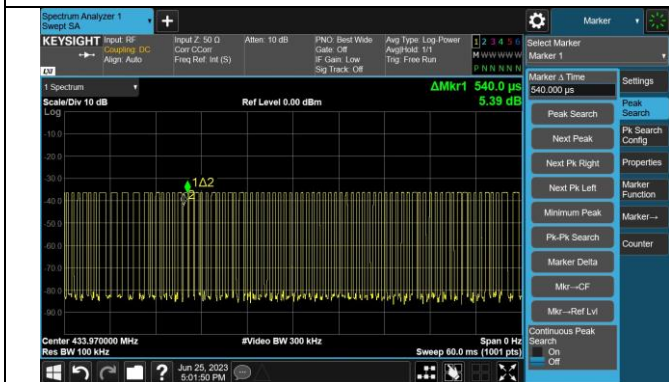 Spectrum Analyzer 1
Swept SA
Marker
KEYSIGHT
Input: RF
Coupling: DC
Align: Auto
Input Z: 50 Ω
Corr CCorr
Freq Ref: Int (S)
Atten: 10 dB
PNO: Best Wide
Gate: Off
IF Gain: Low
Sig Track: Off
Avg Type: Log-Power
Avg|Hold: 1/1
Trig: Free Run
1 2 3 4 5 6
M W W W W W
P N N N N N
Select Marker
Marker 1
LXI
1 Spectrum
ΔMkr1 540.0 µs
5.39 dB
Scale/Div 10 dB
Ref Level 0.00 dBm
Log
-10.0
-20.0
-30.0
-40.0
-50.0
-60.0
-70.0
-80.0
-90.0
1Δ2
2
Center 433.970000 MHz
Res BW 100 kHz
#Video BW 300 kHz
Span 0 Hz
Sweep 60.0 ms (1001 pts)
Marker Δ Time
540.000 µs
Peak Search
Next Peak
Next Pk Right
Next Pk Left
Minimum Peak
Pk-Pk Search
Marker Delta
Mkr→CF
Mkr→Ref Lvl
Continuous Peak
Search
On
Off
Settings
Peak
Search
Pk Search
Config
Properties
Marker
Function
Marker→
Counter
?
Jun 25, 2023
5:01:50 PM